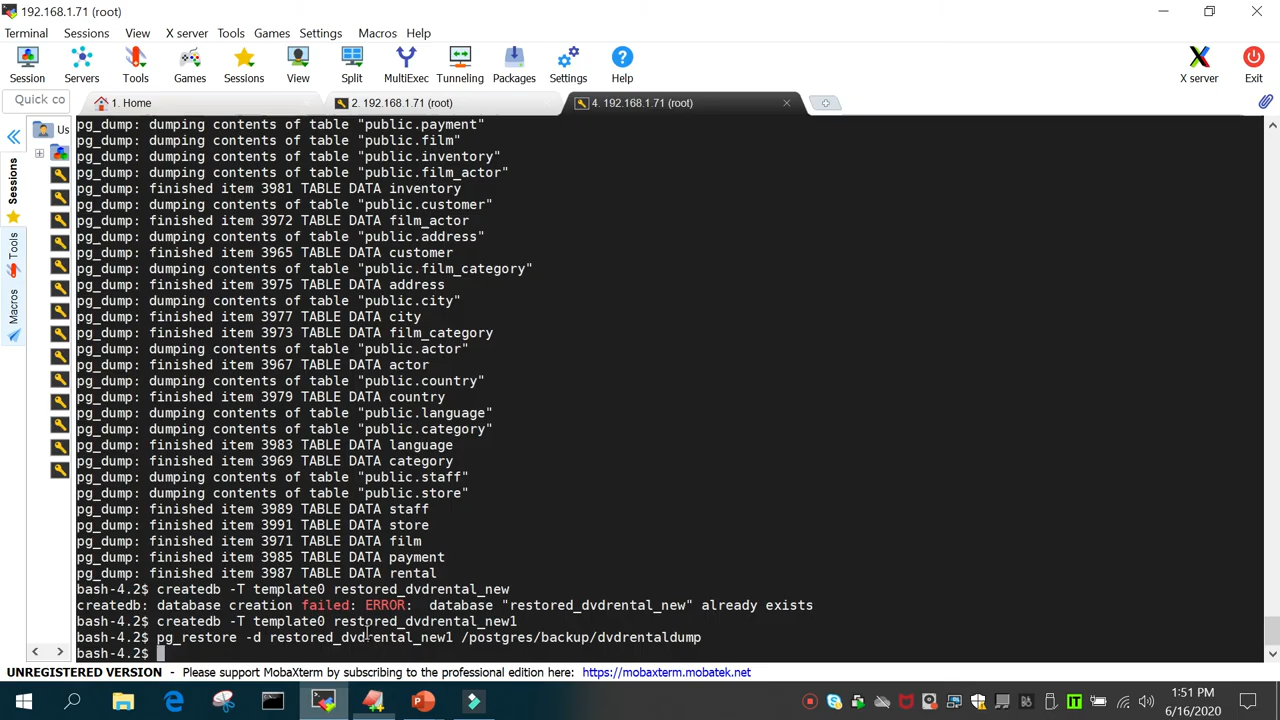 192.168.1.71 (root)
Terminal Sessions View X server Tools Games Settings Macros Help
Session Servers Tools Games Sessions View Split MultiExec Tunneling Packages Settings Help X server Exit
Quick co 1. Home 2. 192.168.1.71 (root) 4. 192.168.1.71 (root)
Us
Sessions
Tools
Macros
pg_dump: dumping contents of table "public.payment"
pg_dump: dumping contents of table "public.film"
pg_dump: dumping contents of table "public.inventory"
pg_dump: dumping contents of table "public.film_actor"
pg_dump: finished item 3981 TABLE DATA inventory
pg_dump: dumping contents of table "public.customer"
pg_dump: finished item 3972 TABLE DATA film_actor
pg_dump: dumping contents of table "public.address"
pg_dump: finished item 3965 TABLE DATA customer
pg_dump: dumping contents of table "public.film_category"
pg_dump: finished item 3975 TABLE DATA address
pg_dump: dumping contents of table "public.city"
pg_dump: finished item 3977 TABLE DATA city
pg_dump: finished item 3973 TABLE DATA film_category
pg_dump: dumping contents of table "public.actor"
pg_dump: finished item 3967 TABLE DATA actor
pg_dump: dumping contents of table "public.country"
pg_dump: finished item 3979 TABLE DATA country
pg_dump: dumping contents of table "public.language"
pg_dump: dumping contents of table "public.category"
pg_dump: finished item 3983 TABLE DATA language
pg_dump: finished item 3969 TABLE DATA category
pg_dump: dumping contents of table "public.staff"
pg_dump: dumping contents of table "public.store"
pg_dump: finished item 3989 TABLE DATA staff
pg_dump: finished item 3991 TABLE DATA store
pg_dump: finished item 3971 TABLE DATA film
pg_dump: finished item 3985 TABLE DATA payment
pg_dump: finished item 3987 TABLE DATA rental
bash-4.2$ createdb -T template0 restored_dvdrental_new
createdb: database creation failed: ERROR:  database "restored_dvdrental_new" already exists
bash-4.2$ createdb -T template0 restored_dvdrental_new1
bash-4.2$ pg_restore -d restored_dvdrental_new1 /postgres/backup/dvdrentaldump
bash-4.2$
UNREGISTERED VERSION - Please support MobaXterm by subscribing to the professional edition here: https://mobaxterm.mobatek.net
1:51 PM
6/16/2020